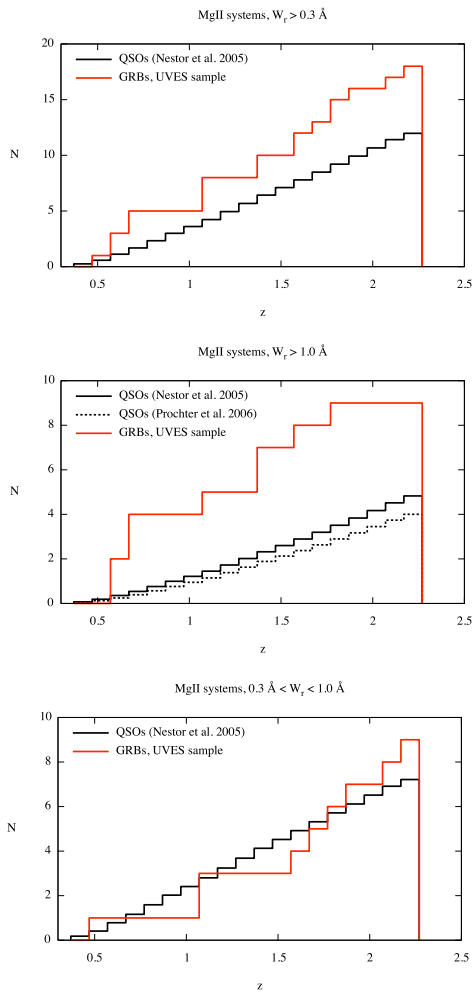 MgII systems, Wr > 0.3 Å
QSOs (Nestor et al. 2005)
GRBs, UVES sample
20
15
10
5
0
N
0.5 1 1.5 2 2.5
z
MgII systems, Wr > 1.0 Å
QSOs (Nestor et al. 2005)
QSOs (Prochter et al. 2006)
GRBs, UVES sample
10
8
6
4
2
0
N
0.5 1 1.5 2 2.5
z
MgII systems, 0.3 Å < Wr < 1.0 Å
QSOs (Nestor et al. 2005)
GRBs, UVES sample
10
8
6
4
2
0
N
0.5 1 1.5 2 2.5
z